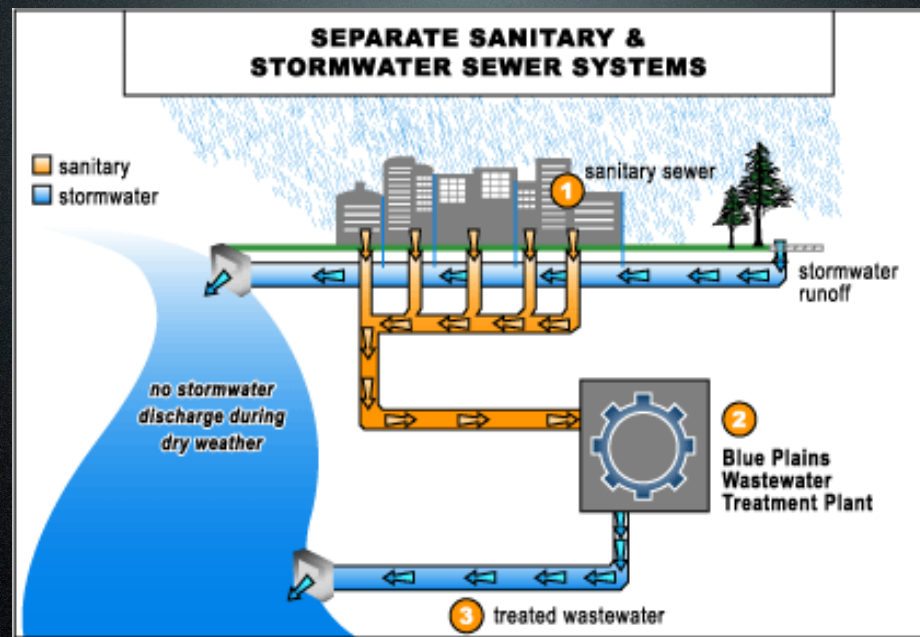 SEPARATE SANITARY &
STORMWATER SEWER SYSTEMS
sanitary
stormwater
1
sanitary sewer
stormwater
runoff
no stormwater
discharge during
dry weather
2
Blue Plains
Wastewater
Treatment Plant
3 treated wastewater